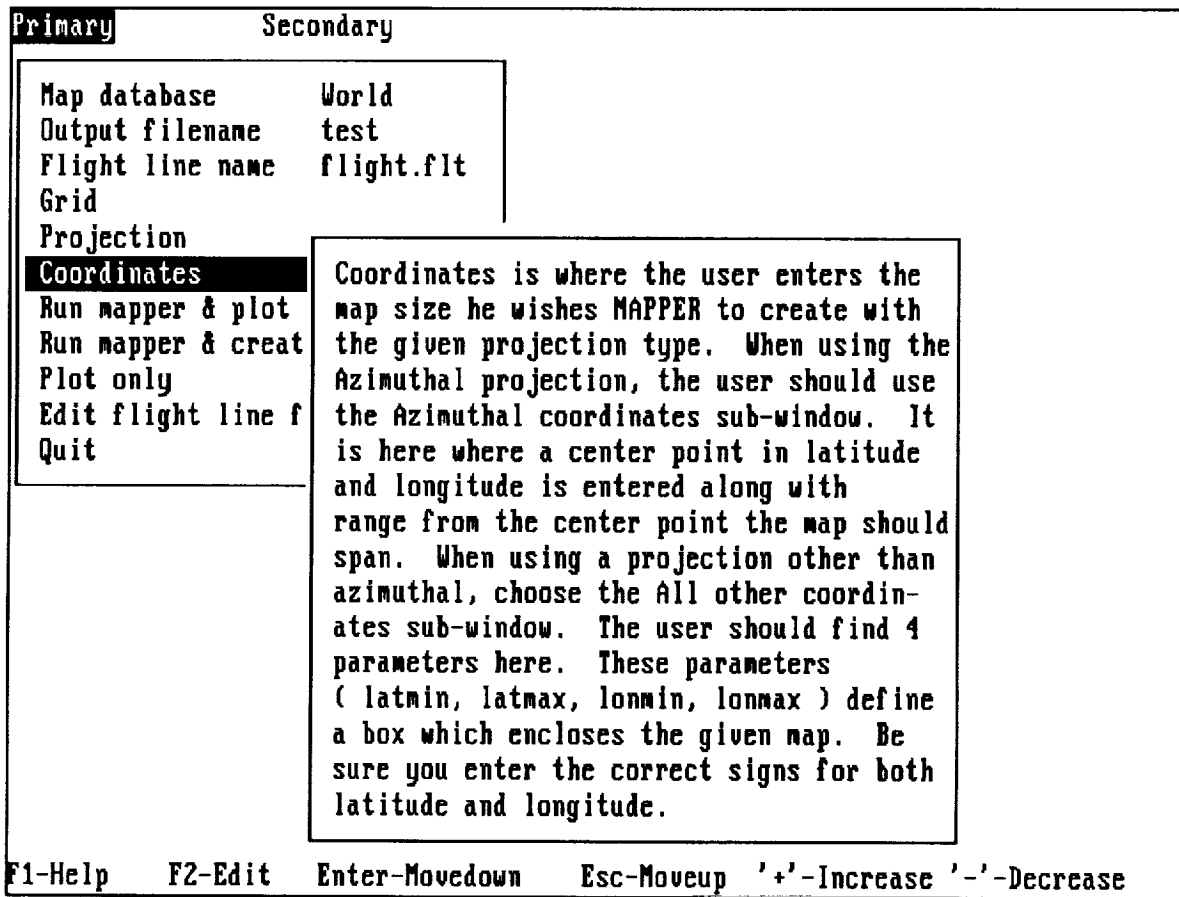 Primary Secondary
Map database World
Output filename test
Flight line name flight.flt
Grid
Projection
Coordinates
Run mapper & plot
Run mapper & creat
Plot only
Edit flight line f
Quit
Coordinates is where the user enters the
map size he wishes MAPPER to create with
the given projection type. When using the
Azimuthal projection, the user should use
the Azimuthal coordinates sub-window. It
is here where a center point in latitude
and longitude is entered along with
range from the center point the map should
span. When using a projection other than
azimuthal, choose the All other coordin-
ates sub-window. The user should find 4
parameters here. These parameters
( latmin, latmax, lonmin, lonmax ) define
a box which encloses the given map. Be
sure you enter the correct signs for both
latitude and longitude.
F1-Help F2-Edit Enter-Movedown Esc-Moveup '+'-Increase '-'-Decrease